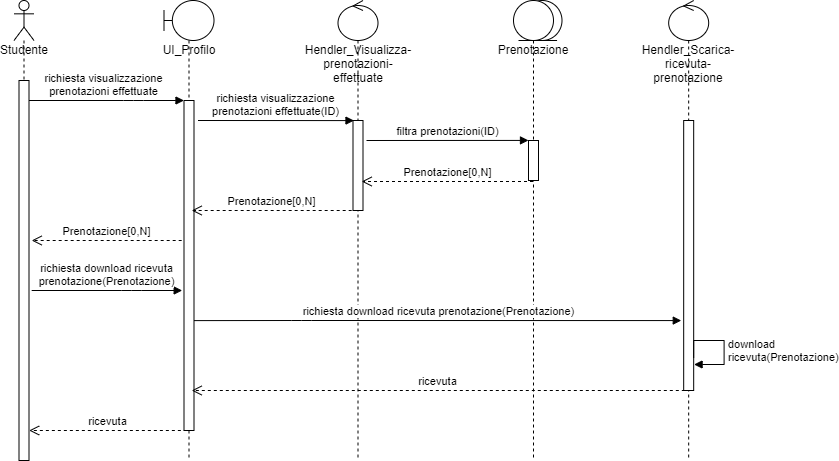 Studente
UI_Profilo
Hendler_Visualizza-
prenotazioni-
effettuate
Prenotazione
Hendler_Scarica-
ricevuta-
prenotazione
richiesta visualizzazione
prenotazioni effettuate
richiesta visualizzazione
prenotazioni effettuate(ID)
filtra prenotazioni(ID)
Prenotazione[0,N]
Prenotazione[0,N]
Prenotazione[0,N]
richiesta download ricevuta
prenotazione(Prenotazione)
richiesta download ricevuta prenotazione(Prenotazione)
download
ricevuta(Prenotazione)
ricevuta
ricevuta